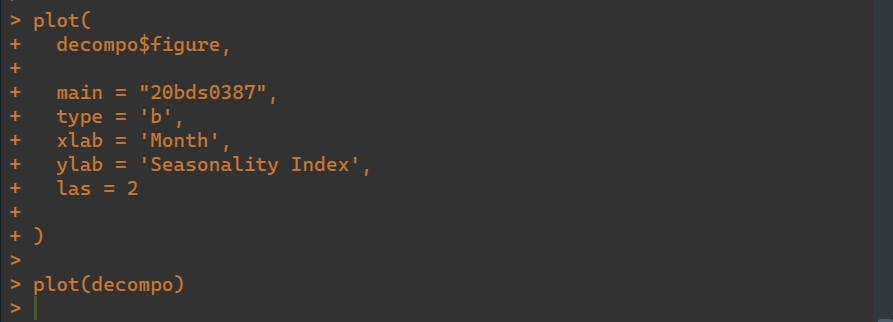 > plot(
+   decompo$figure,
+
+   main = "20bds0387",
+   type = 'b',
+   xlab = 'Month',
+   ylab = 'Seasonality Index',
+   las = 2
+
+ )
>
> plot(decompo)
>